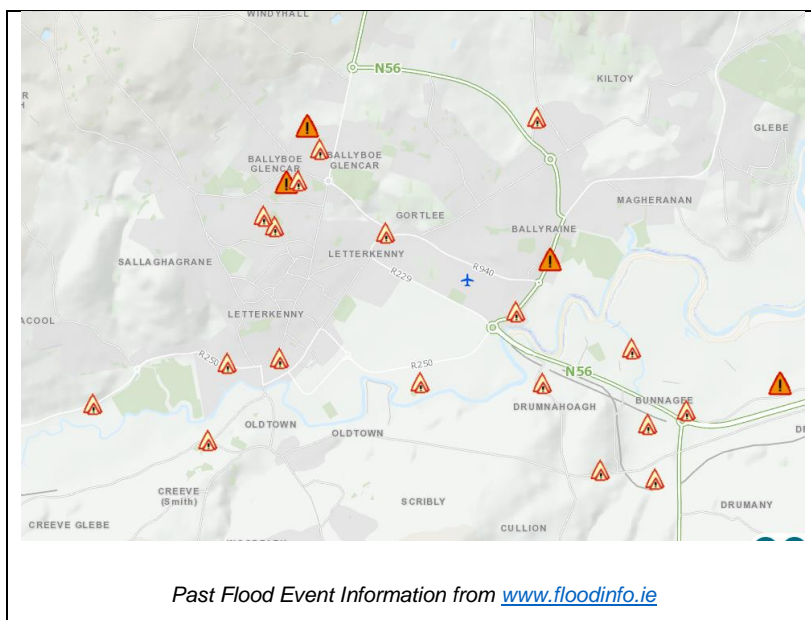 WINDYHALL
N56
KILTOY
GLEBE
BALLYBOE
GLENCAR
BALLYBOE
GLENCAR
MAGHERANAN
GORTLEE
BALLYRAINE
LETTERKENNY
SALLAGHAGRANE
R940
R229
LETTERKENNY
ACOOL
R250
R250
N56
BUNNAGEE
DRUMNAHOAGH
OLDTOWN
OLDTOWN
CREEVE
(Smith)
SCRIBLY
DRUMANY
CREEVE GLEBE
CULLION
Past Flood Event Information from www.floodinfo.ie